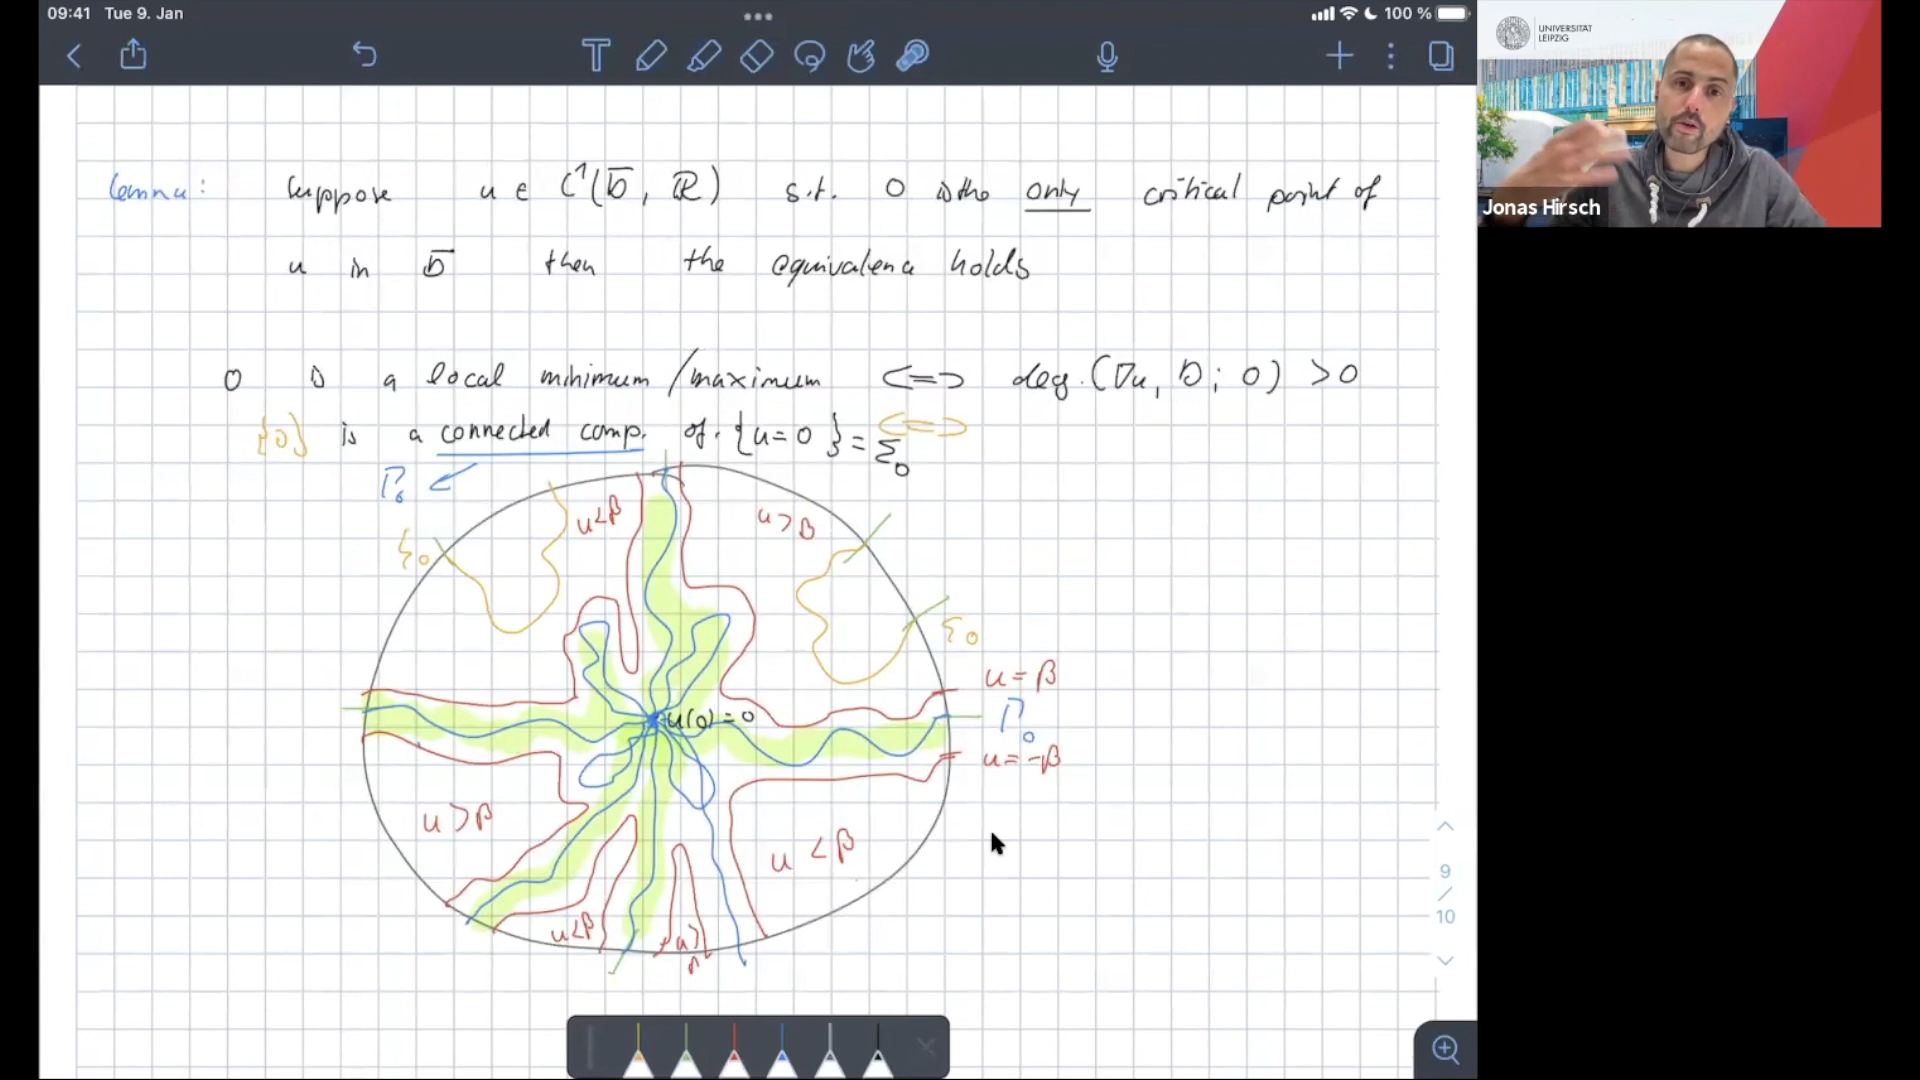 09:41 Tue 9. Jan
100 %
UNIVERSITÄT
LEIPZIG
Jonas Hirsch
Lemma: Suppose u ∈ C¹(D̅, ℝ) s.t. 0 is the only critical point of
u in D̅ then the equivalence holds
0 is a local minimum/maximum <=> deg.(∇u, D; 0) > 0
{0} is a connected comp. of {u=0} = Σ₀ <=>
Γ₀
u<β
u>β
Σ₀
Σ₀
u=β
u(0)=0
Γ₀
u=-β
u>β
u<β
u<β
u>β
9
/
10